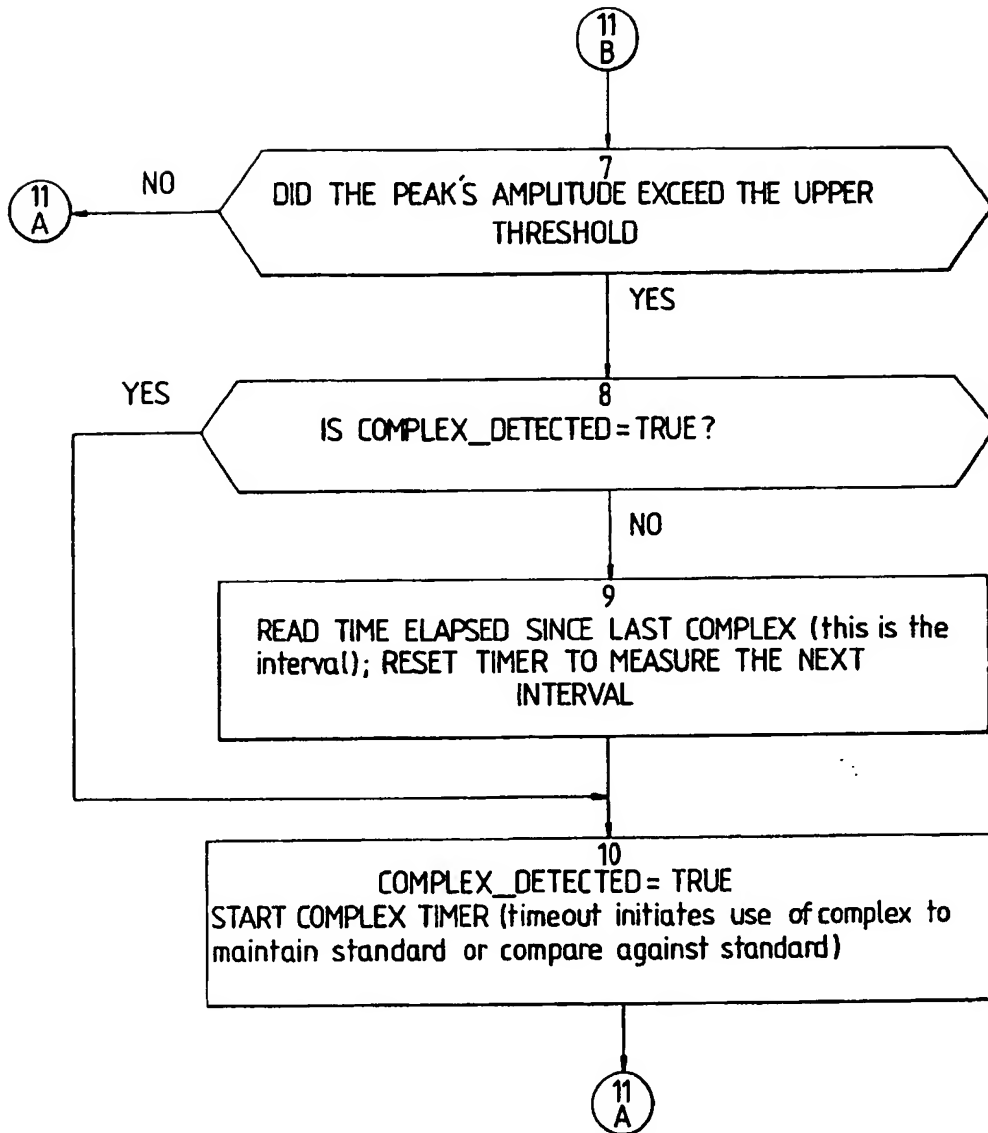 11
B
7
DID THE PEAK'S AMPLITUDE EXCEED THE UPPER
THRESHOLD
NO
11
A
YES
8
IS COMPLEX_DETECTED = TRUE?
YES
NO
9
READ TIME ELAPSED SINCE LAST COMPLEX (this is the
interval); RESET TIMER TO MEASURE THE NEXT
INTERVAL
10
COMPLEX_DETECTED = TRUE
START COMPLEX TIMER (timeout initiates use of complex to
maintain standard or compare against standard)
11
A